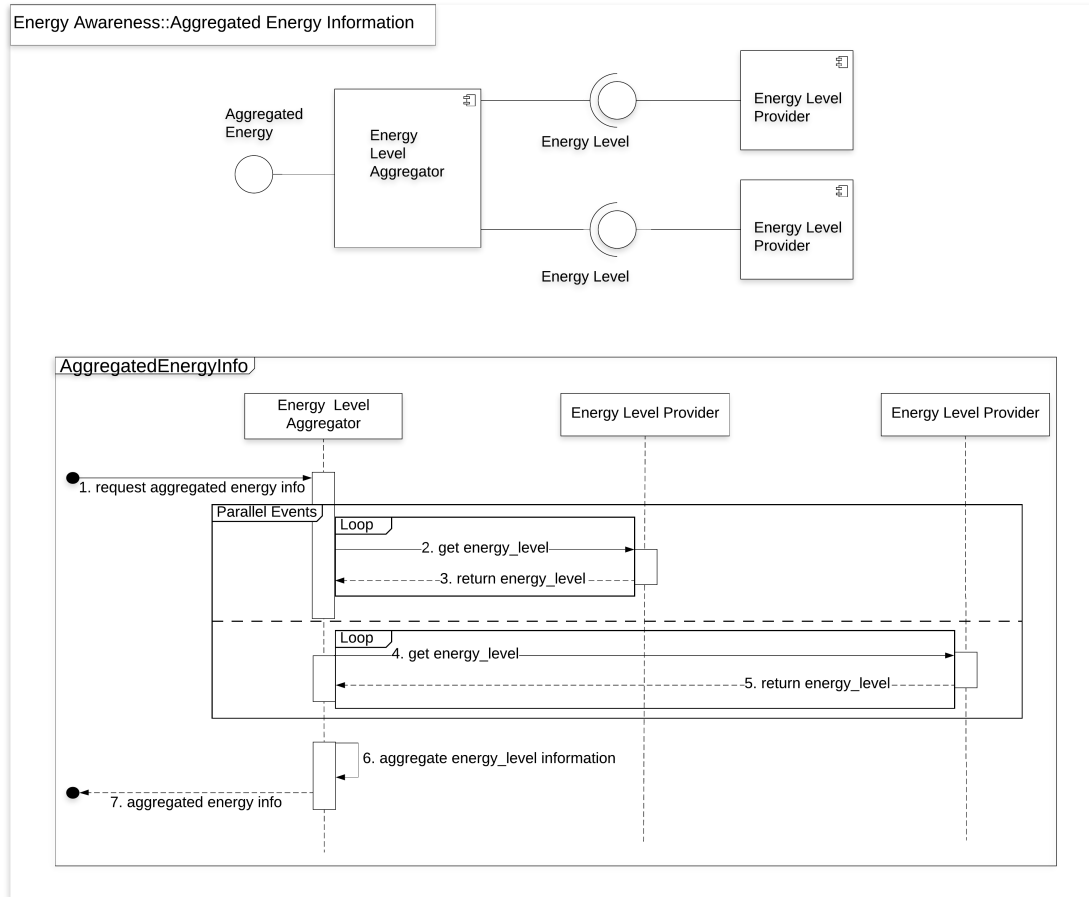 Energy Awareness::Aggregated Energy Information
Aggregated
Energy
Energy
Level
Aggregator
Energy Level
Energy Level
Provider
Energy Level
Energy Level
Provider
AggregatedEnergyInfo
Energy  Level
Aggregator
Energy Level Provider
Energy Level Provider
1. request aggregated energy info
Parallel Events
Loop
2. get energy_level
3. return energy_level
Loop
4. get energy_level
5. return energy_level
6. aggregate energy_level information
7. aggregated energy info